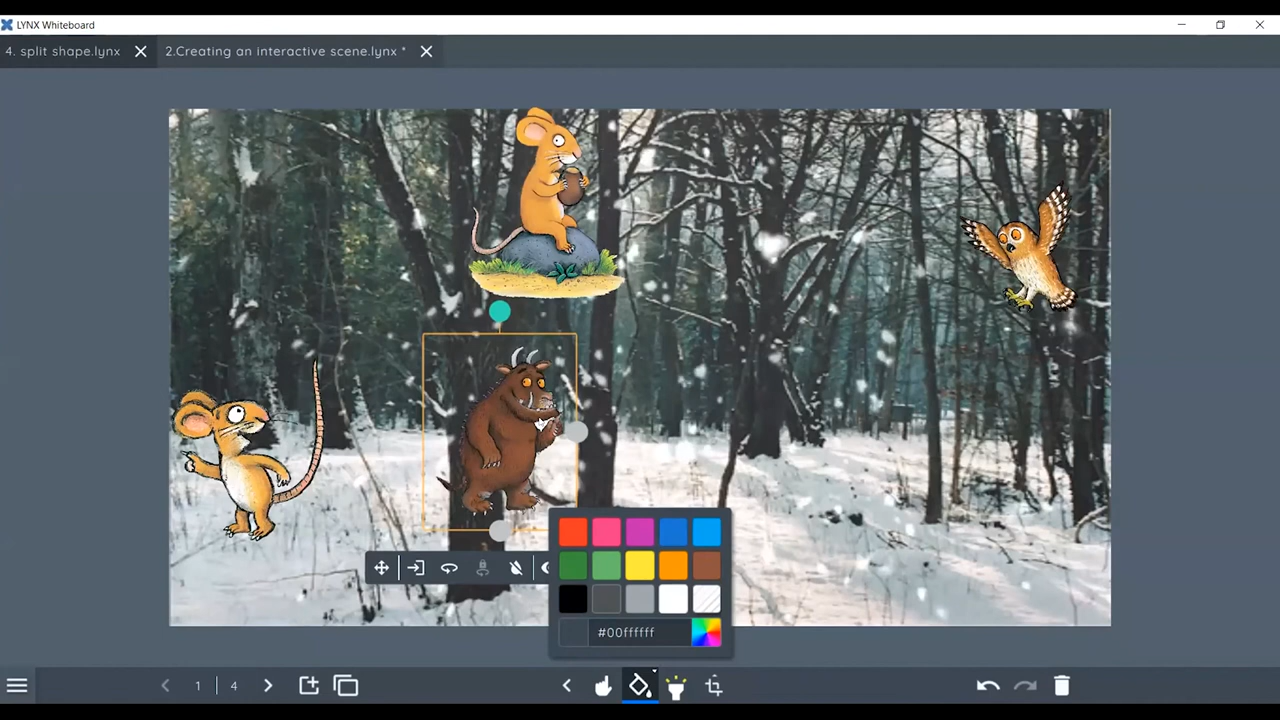 LYNX Whiteboard
4. split shape.lynx
2.Creating an interactive scene.lynx *
#00ffffff
1 4